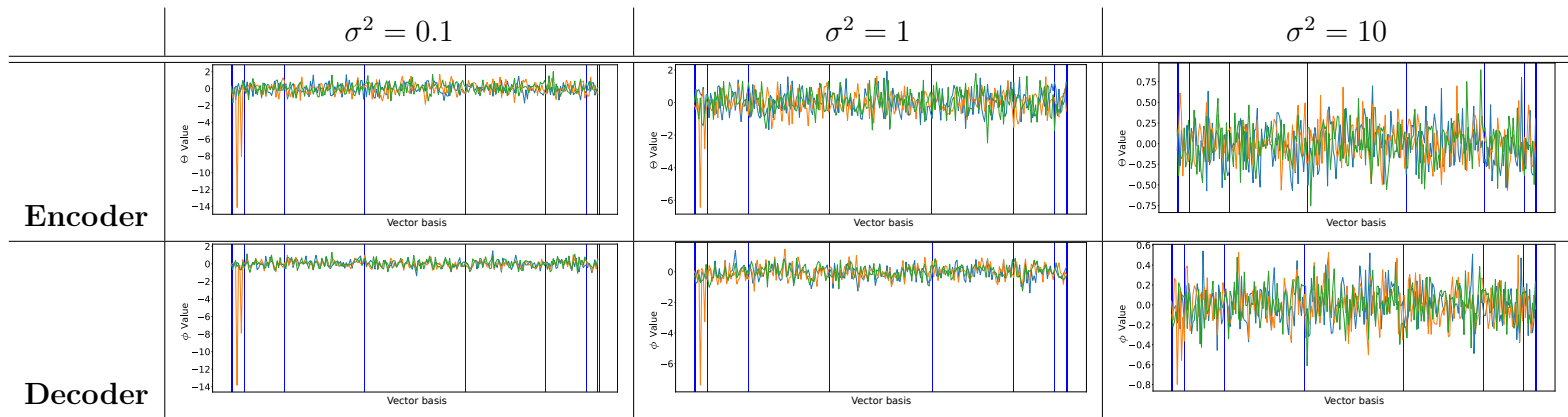 σ² = 0.1
σ² = 1
σ² = 10
Encoder
Θ Value
2
0
−2
−4
−6
−8
−10
−12
−14
Vector basis
Θ Value
2
0
−2
−4
−6
Vector basis
Θ Value
0.75
0.50
0.25
0.00
−0.25
−0.50
−0.75
Vector basis
Decoder
ϕ Value
2
0
−2
−4
−6
−8
−10
−12
−14
Vector basis
ϕ Value
0
−2
−4
−6
Vector basis
ϕ Value
0.6
0.4
0.2
0.0
−0.2
−0.4
−0.6
−0.8
Vector basis